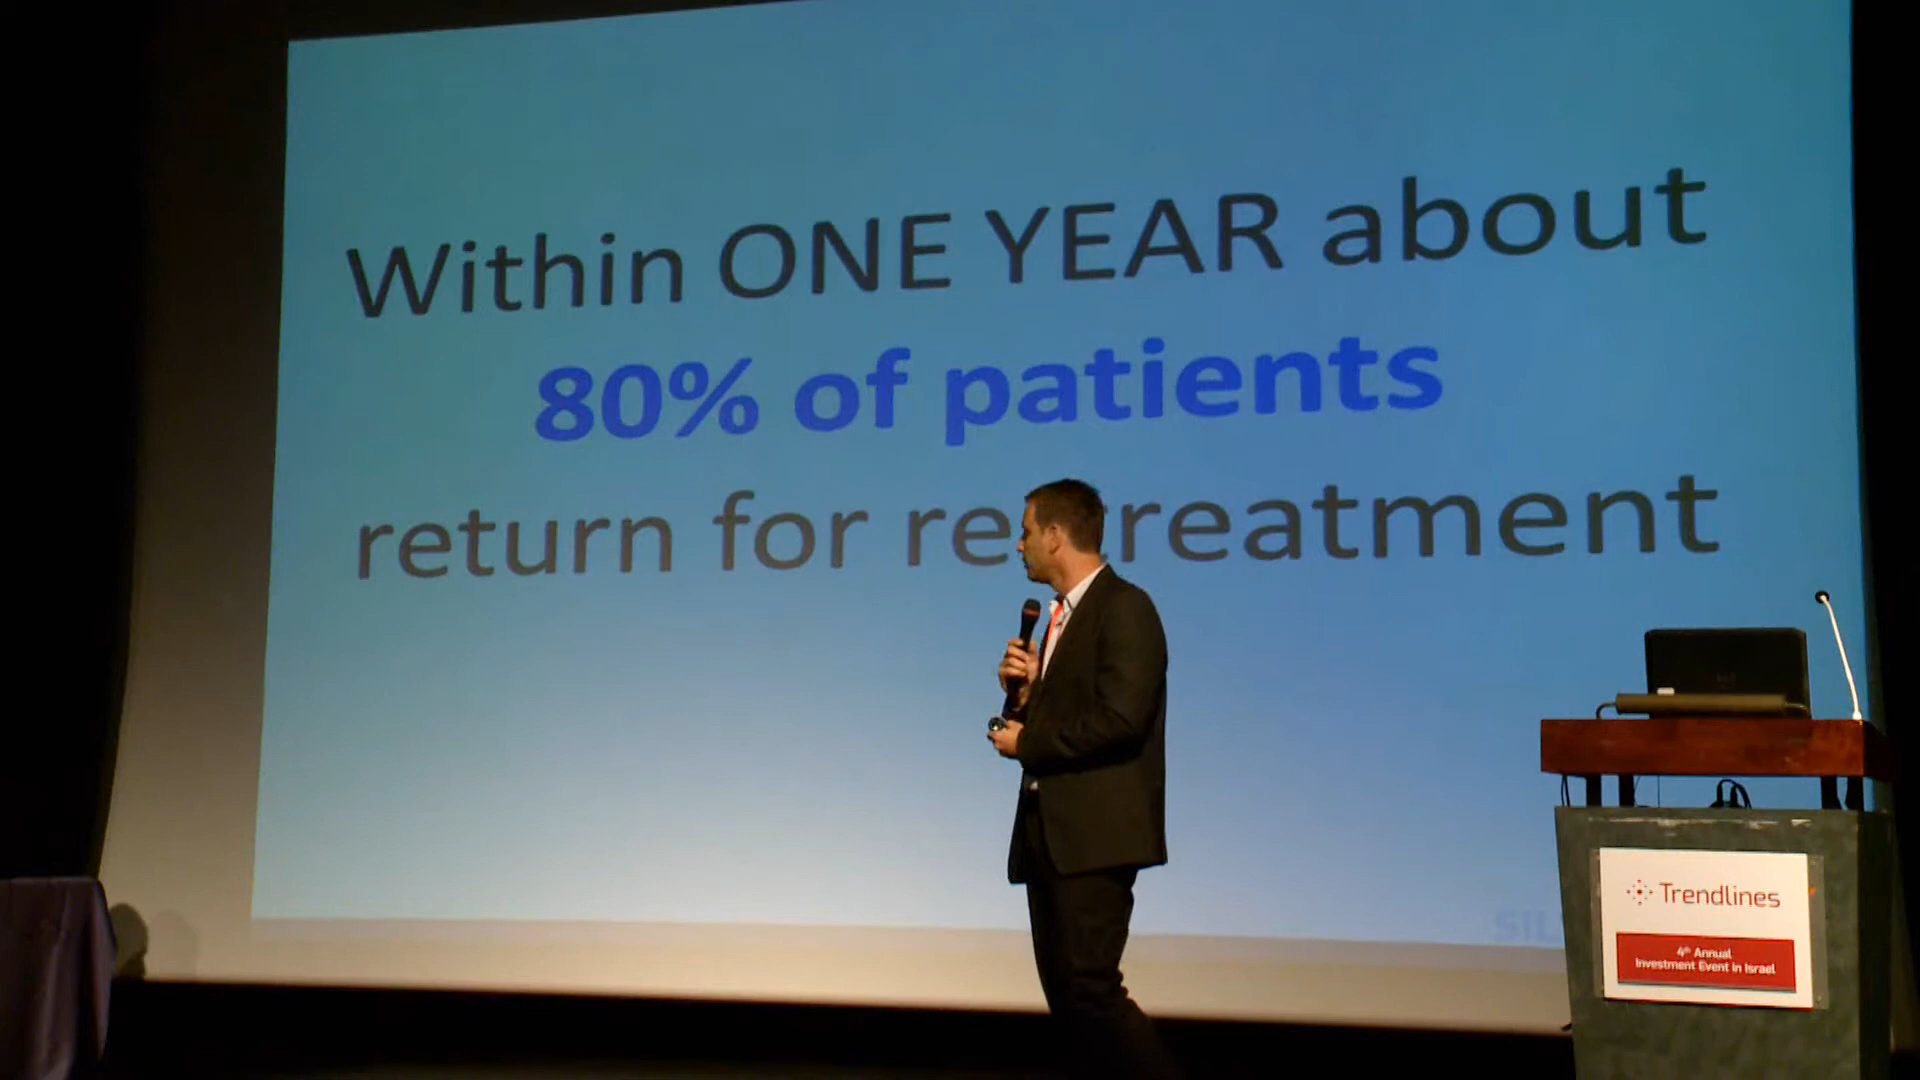 Within ONE YEAR about
80% of patients
return for re treatment
Trendlines
4th Annual
Investment Event in Israel